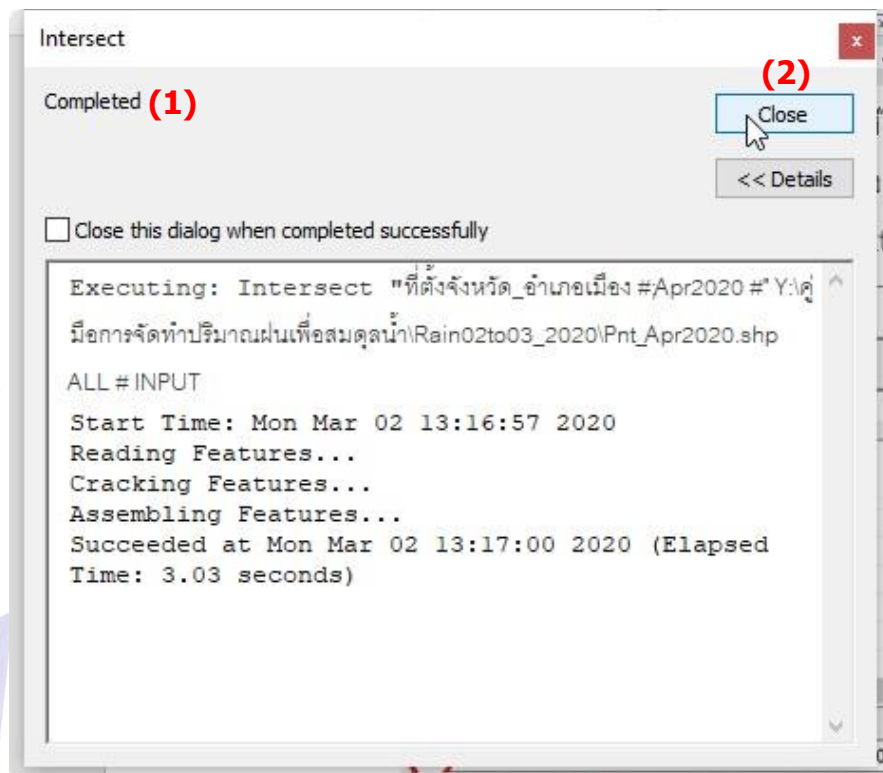 Intersect
x
(2)
Completed (1)
Close
<< Details
Close this dialog when completed successfully
Executing: Intersect "ที่ตั้งจังหวัด_อำเภอเมือง #;Apr2020 #" Y:\คู่
มือการจัดทำปริมาณฝนเพื่อสมดุลน้ำ\Rain02to03_2020\Pnt_Apr2020.shp
ALL # INPUT
Start Time: Mon Mar 02 13:16:57 2020
Reading Features...
Cracking Features...
Assembling Features...
Succeeded at Mon Mar 02 13:17:00 2020 (Elapsed
Time: 3.03 seconds)